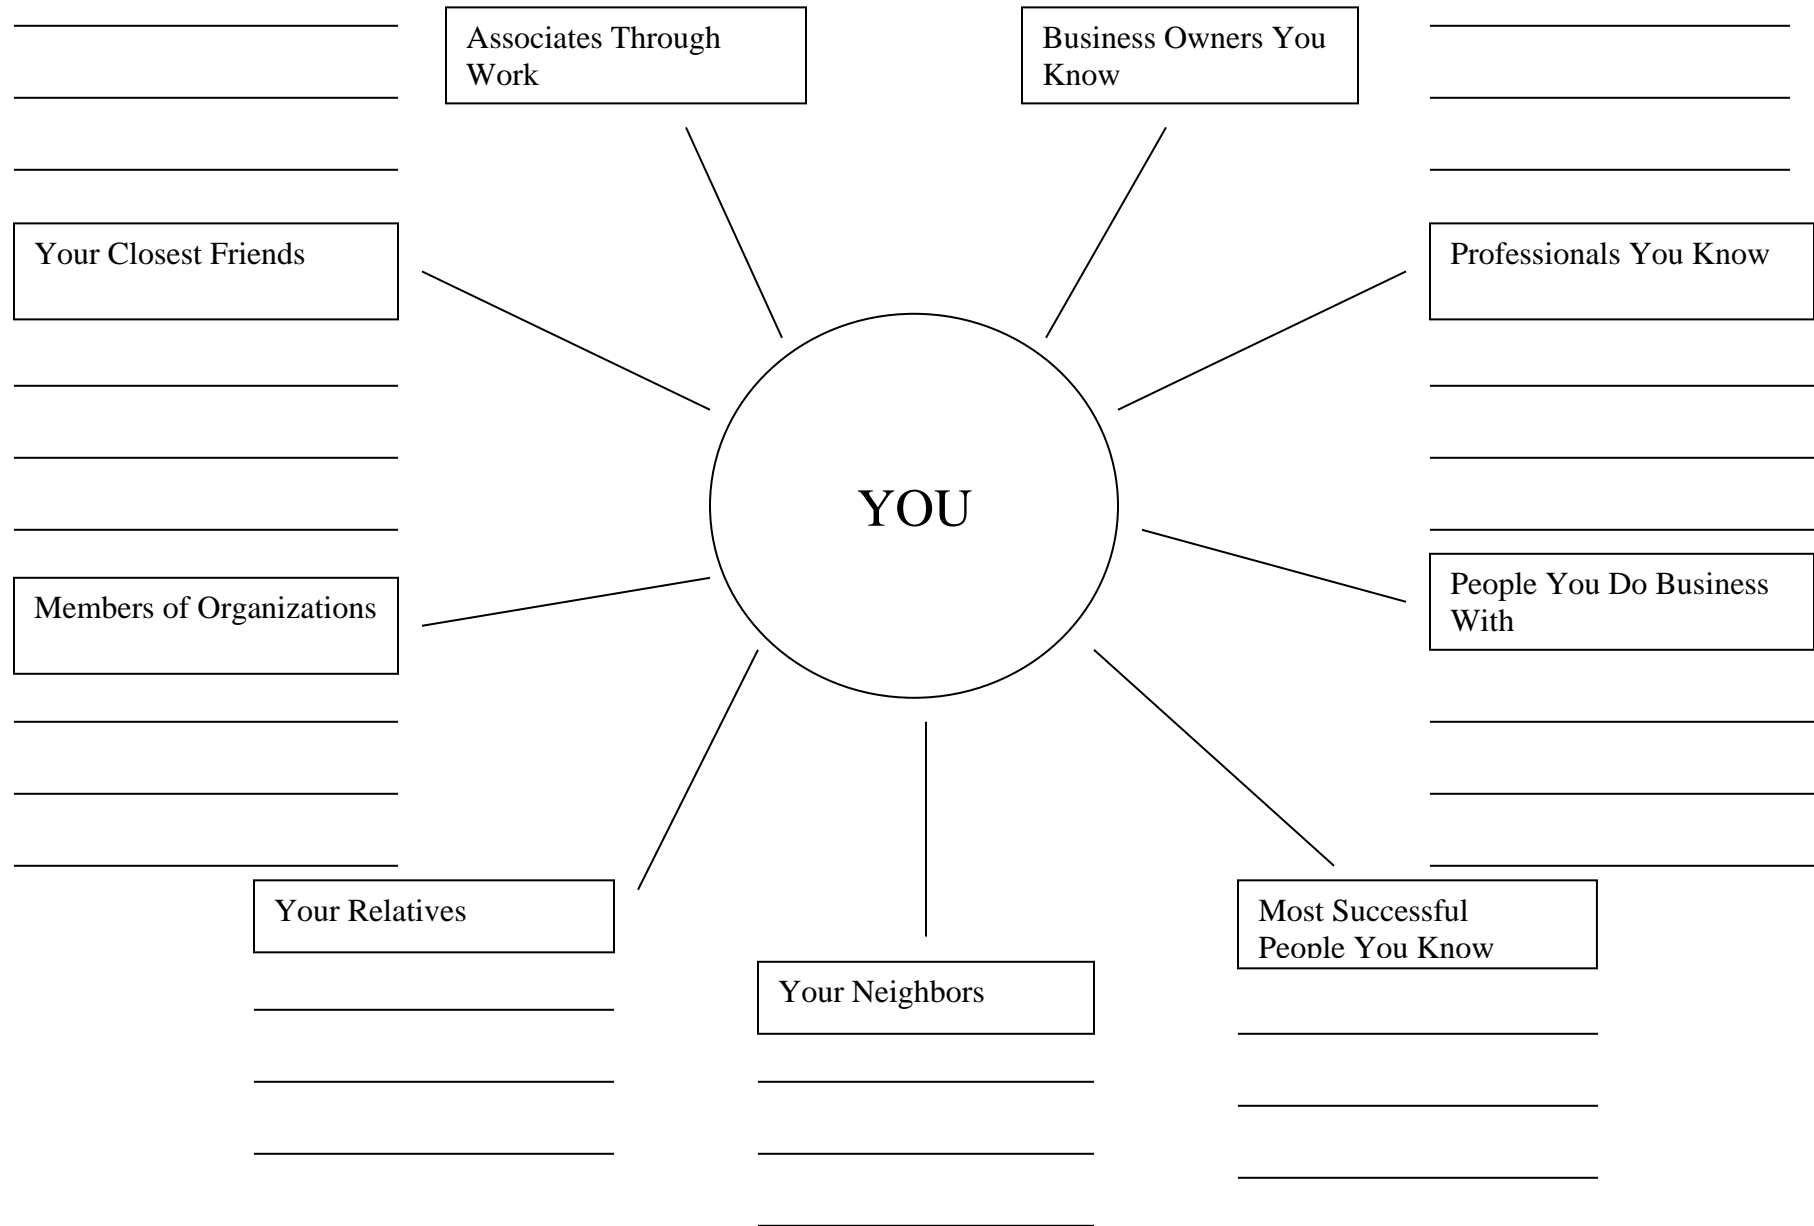 Associates Through
Work
Business Owners You
Know
Your Closest Friends
Professionals You Know
YOU
Members of Organizations
People You Do Business
With
Your Relatives
Your Neighbors
Most Successful
People You Know